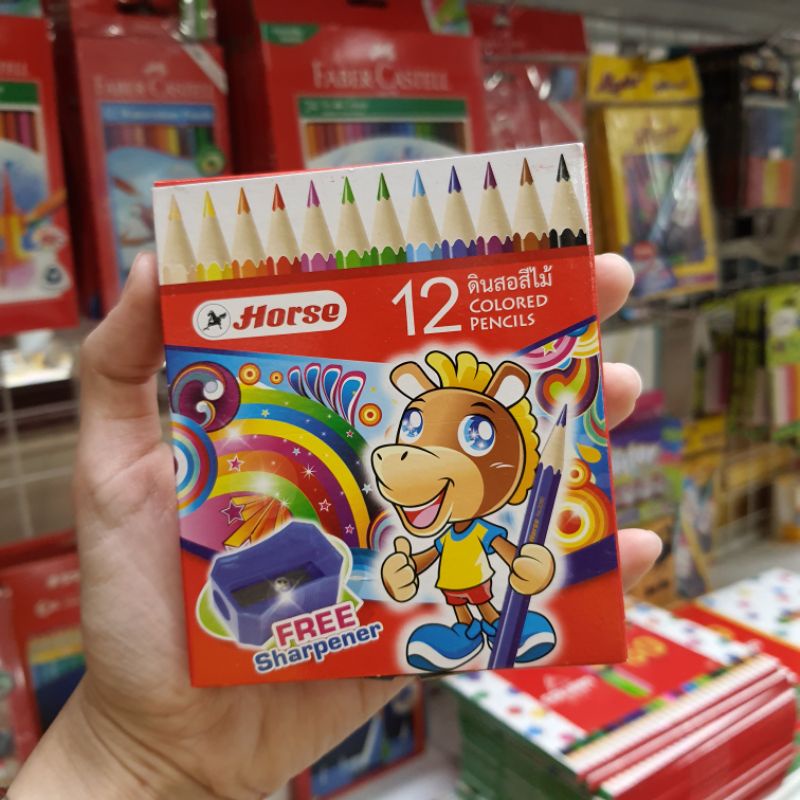 FABER-CASTELL
FABER-CASTELL
Horse
12
ดินสอสีไม้
COLORED
PENCILS
FREE
Sharpener